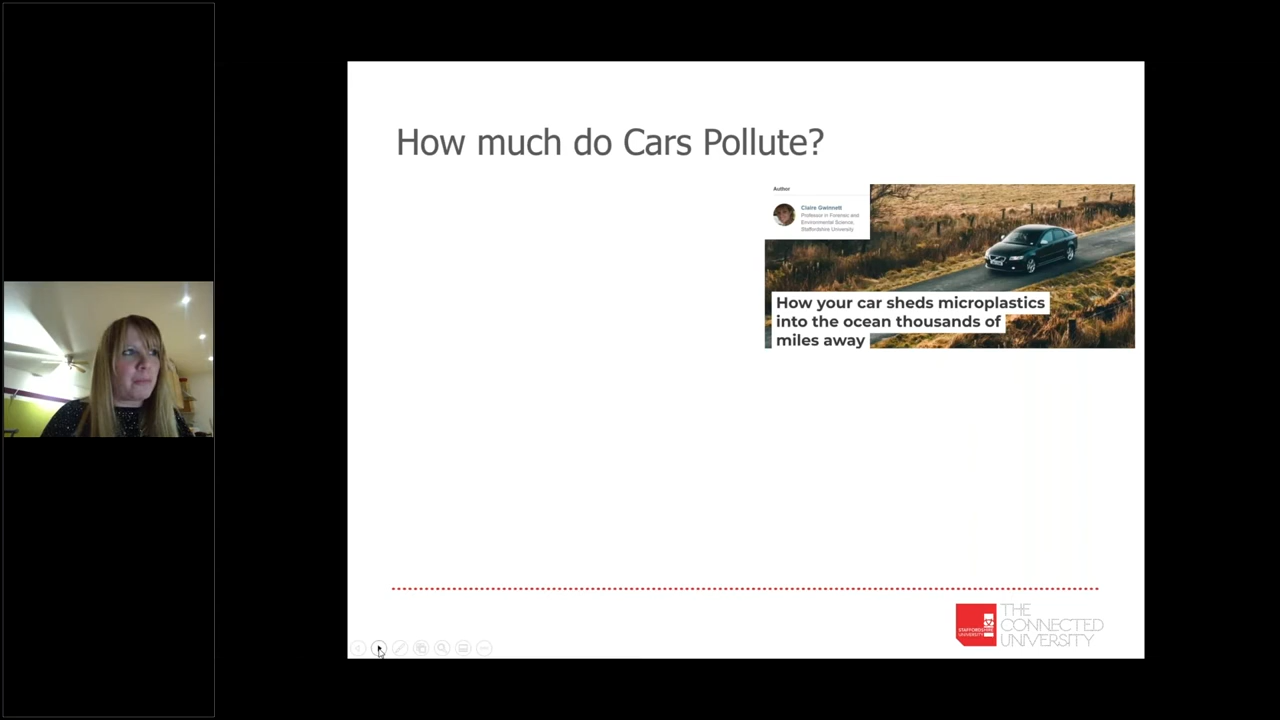 How much do Cars Pollute?
Author
Claire Gwinnett
Professor in Forensic and
Environmental Science,
Staffordshire University
How your car sheds microplastics
into the ocean thousands of
miles away
STAFFORDSHIRE
UNIVERSITY
THE
CONNECTED
UNIVERSITY